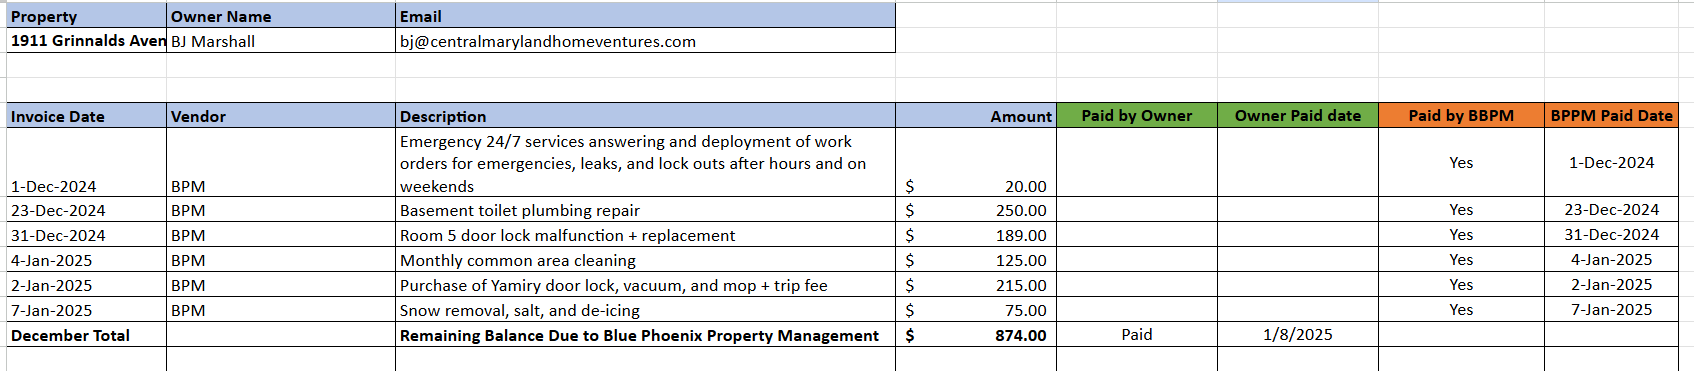 Property Owner Name Email
1911 Grinnalds Aven BJ Marshall bj@centralmarylandhomeventures.com
Invoice Date Vendor Description Amount Paid by Owner Owner Paid date Paid by BBPM BPPM Paid Date
Emergency 24/7 services answering and deployment of work
orders for emergencies, leaks, and lock outs after hours and on Yes 1-Dec-2024
1-Dec-2024 BPM weekends $ 20.00
23-Dec-2024 BPM Basement toilet plumbing repair $ 250.00 Yes 23-Dec-2024
31-Dec-2024 BPM Room 5 door lock malfunction + replacement $ 189.00 Yes 31-Dec-2024
4-Jan-2025 BPM Monthly common area cleaning $ 125.00 Yes 4-Jan-2025
2-Jan-2025 BPM Purchase of Yamiry door lock, vacuum, and mop + trip fee $ 215.00 Yes 2-Jan-2025
7-Jan-2025 BPM Snow removal, salt, and de-icing $ 75.00 Yes 7-Jan-2025
December Total Remaining Balance Due to Blue Phoenix Property Management $ 874.00 Paid 1/8/2025